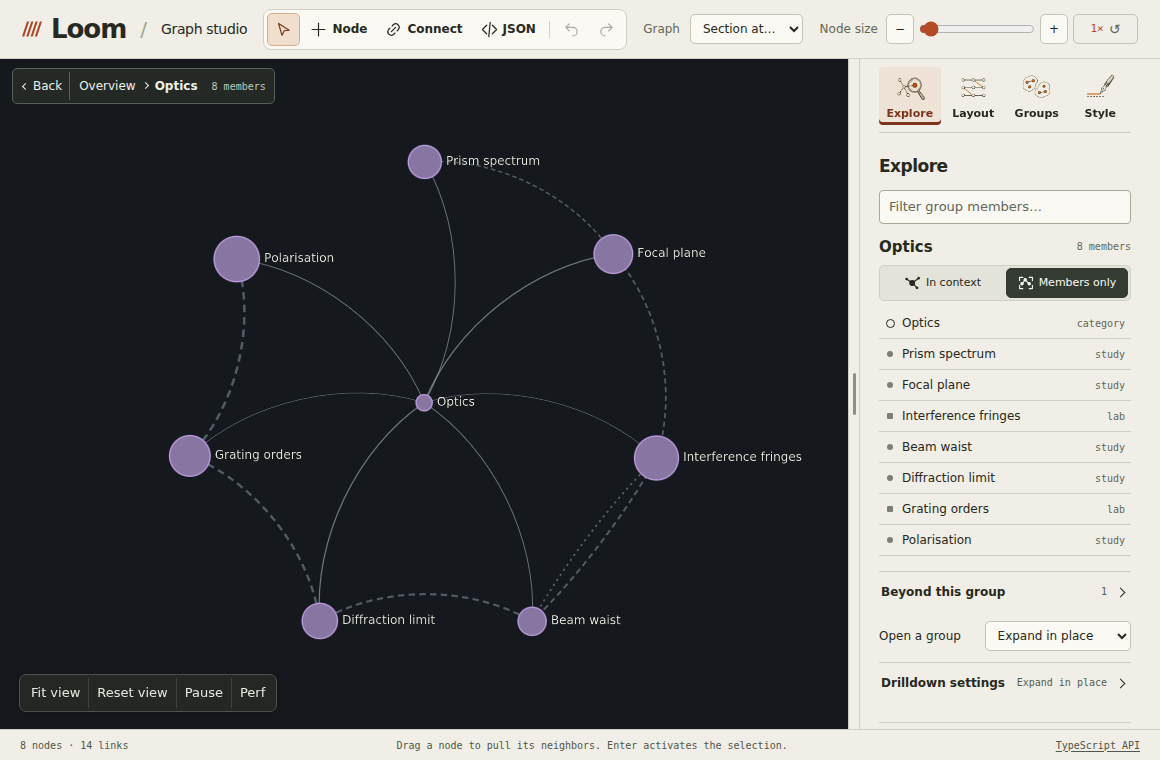 Loom / Graph studio
Node
Connect
JSON
Graph
Section at...
Node size
−
+
1× ↺
‹ Back
Overview › Optics 8 members
Explore
Layout
Groups
Style
Explore
Filter group members...
Optics
8 members
In context
Members only
Optics category
Prism spectrum study
Focal plane study
Interference fringes lab
Beam waist study
Diffraction limit study
Grating orders lab
Polarisation study
Beyond this group 1
Open a group
Expand in place
Drilldown settings Expand in place
Prism spectrum
Focal plane
Polarisation
Optics
Grating orders
Interference fringes
Diffraction limit
Beam waist
Fit view
Reset view
Pause
Perf
8 nodes · 14 links
Drag a node to pull its neighbors. Enter activates the selection.
TypeScript API